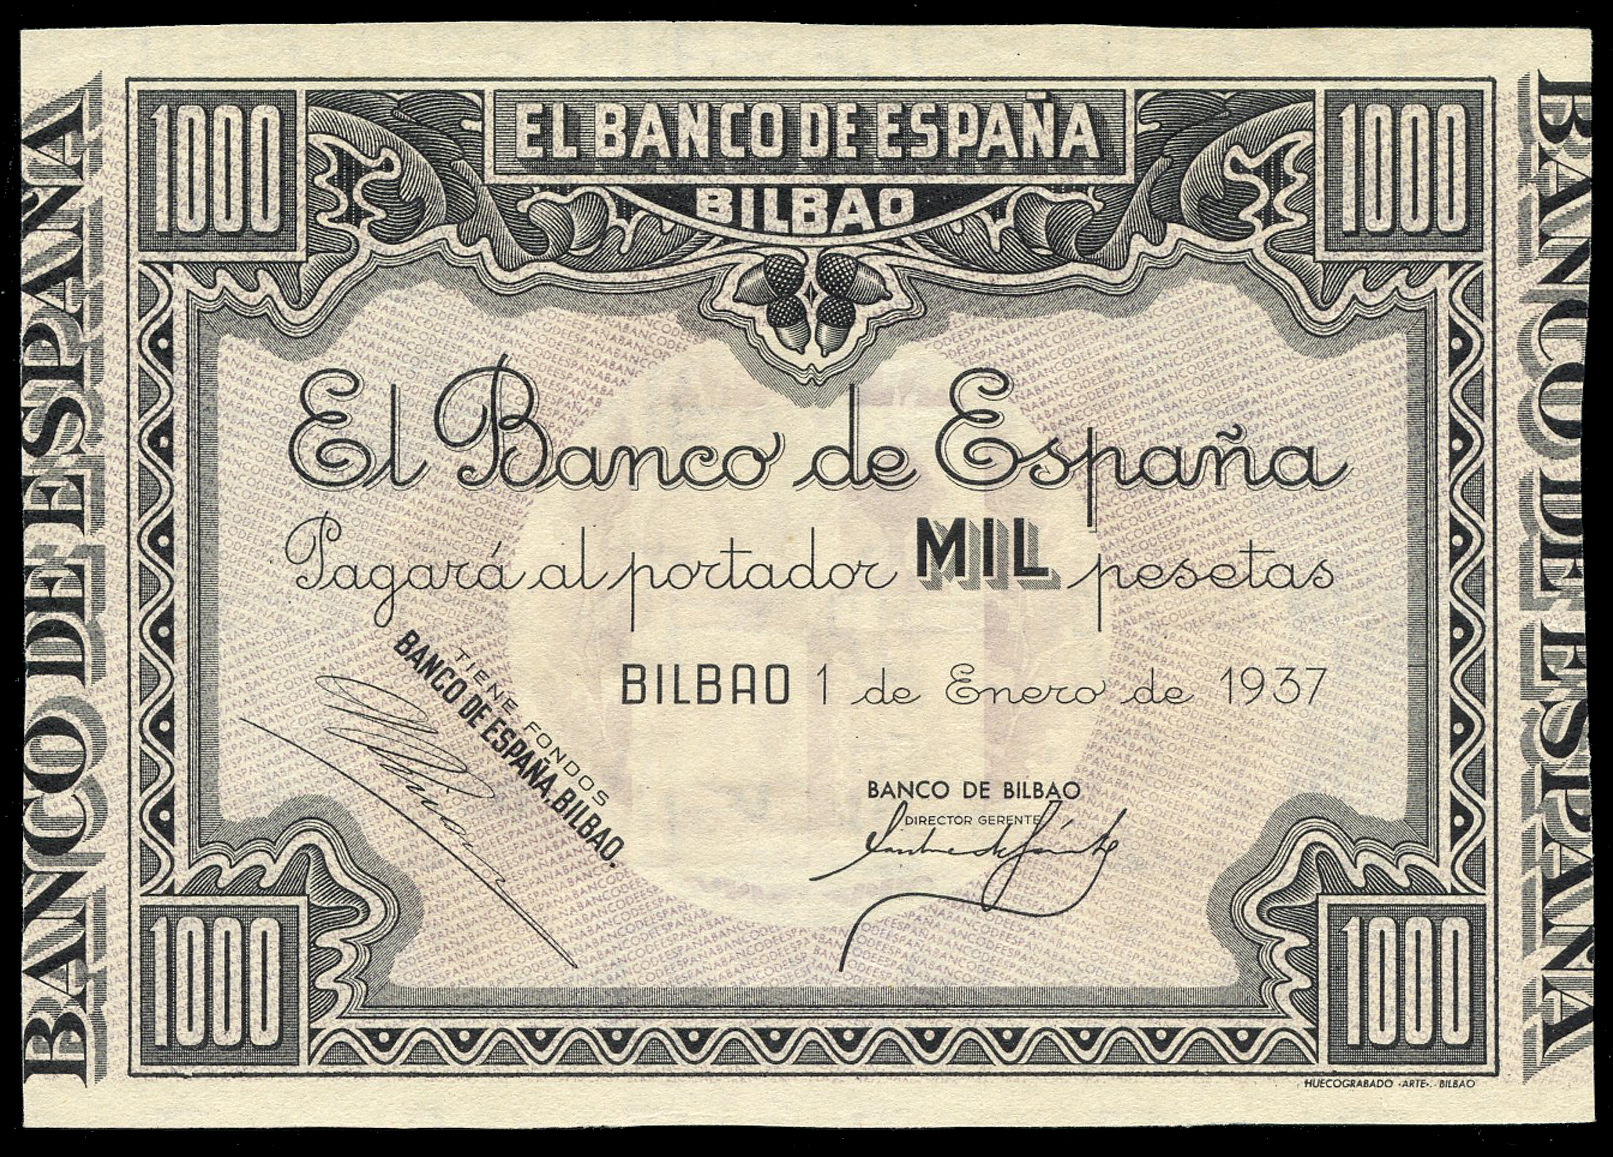 1000
EL BANCO DE ESPAÑA
1000
BILBAO
BANCO DE ESPAÑA
BANCO DE ESPAÑA
El Banco de España
Pagará al portador MIL pesetas
BILBAO 1 de Enero de 1937
TIENE FONDOS
BANCO DE ESPAÑA, BILBAO.
BANCO DE BILBAO
DIRECTOR GERENTE
1000
1000
HUECOGRABADO «ARTE».- BILBAO